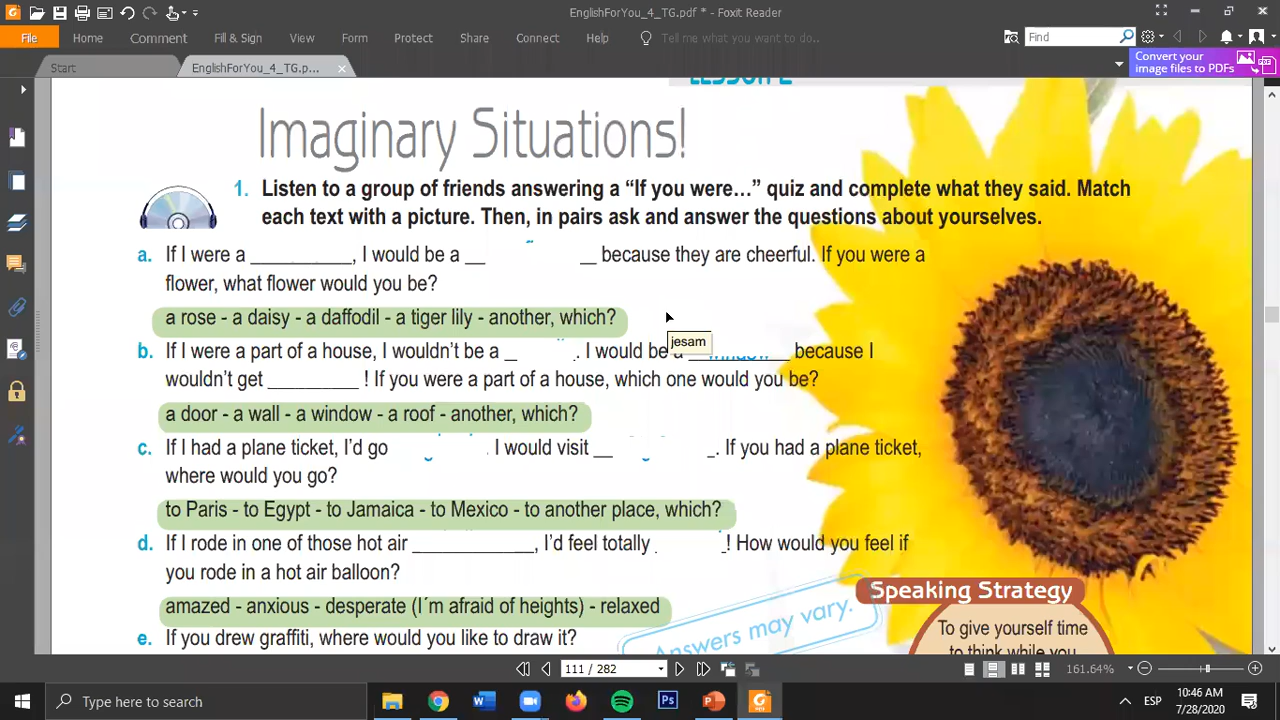 EnglishForYou_4_TG.pdf * - Foxit Reader
File Home Comment Fill & Sign View Form Protect Share Connect Help Tell me what you want to do.. Find
Start EnglishForYou_4_TG.p... Convert your
image files to PDFs
LESSON 2
Imaginary Situations!
1. Listen to a group of friends answering a “If you were…” quiz and complete what they said. Match
each text with a picture. Then, in pairs ask and answer the questions about yourselves.
a. If I were a __________, I would be a __ __ because they are cheerful. If you were a
flower, what flower would you be?
a rose - a daisy - a daffodil - a tiger lily - another, which?
jesam
b. If I were a part of a house, I wouldn’t be a _ . I would be a __window__ because I
wouldn’t get _________ ! If you were a part of a house, which one would you be?
a door - a wall - a window - a roof - another, which?
c. If I had a plane ticket, I’d go . I would visit __ _. If you had a plane ticket,
where would you go?
to Paris - to Egypt - to Jamaica - to Mexico - to another place, which?
d. If I rode in one of those hot air ____________, I’d feel totally _ _! How would you feel if
you rode in a hot air balloon?
amazed - anxious - desperate (I´m afraid of heights) - relaxed
e. If you drew graffiti, where would you like to draw it?
Answers may vary.
Speaking Strategy
To give yourself time
to think while you
111 / 282 161.64%
Type here to search ESP 10:46 AM
7/28/2020